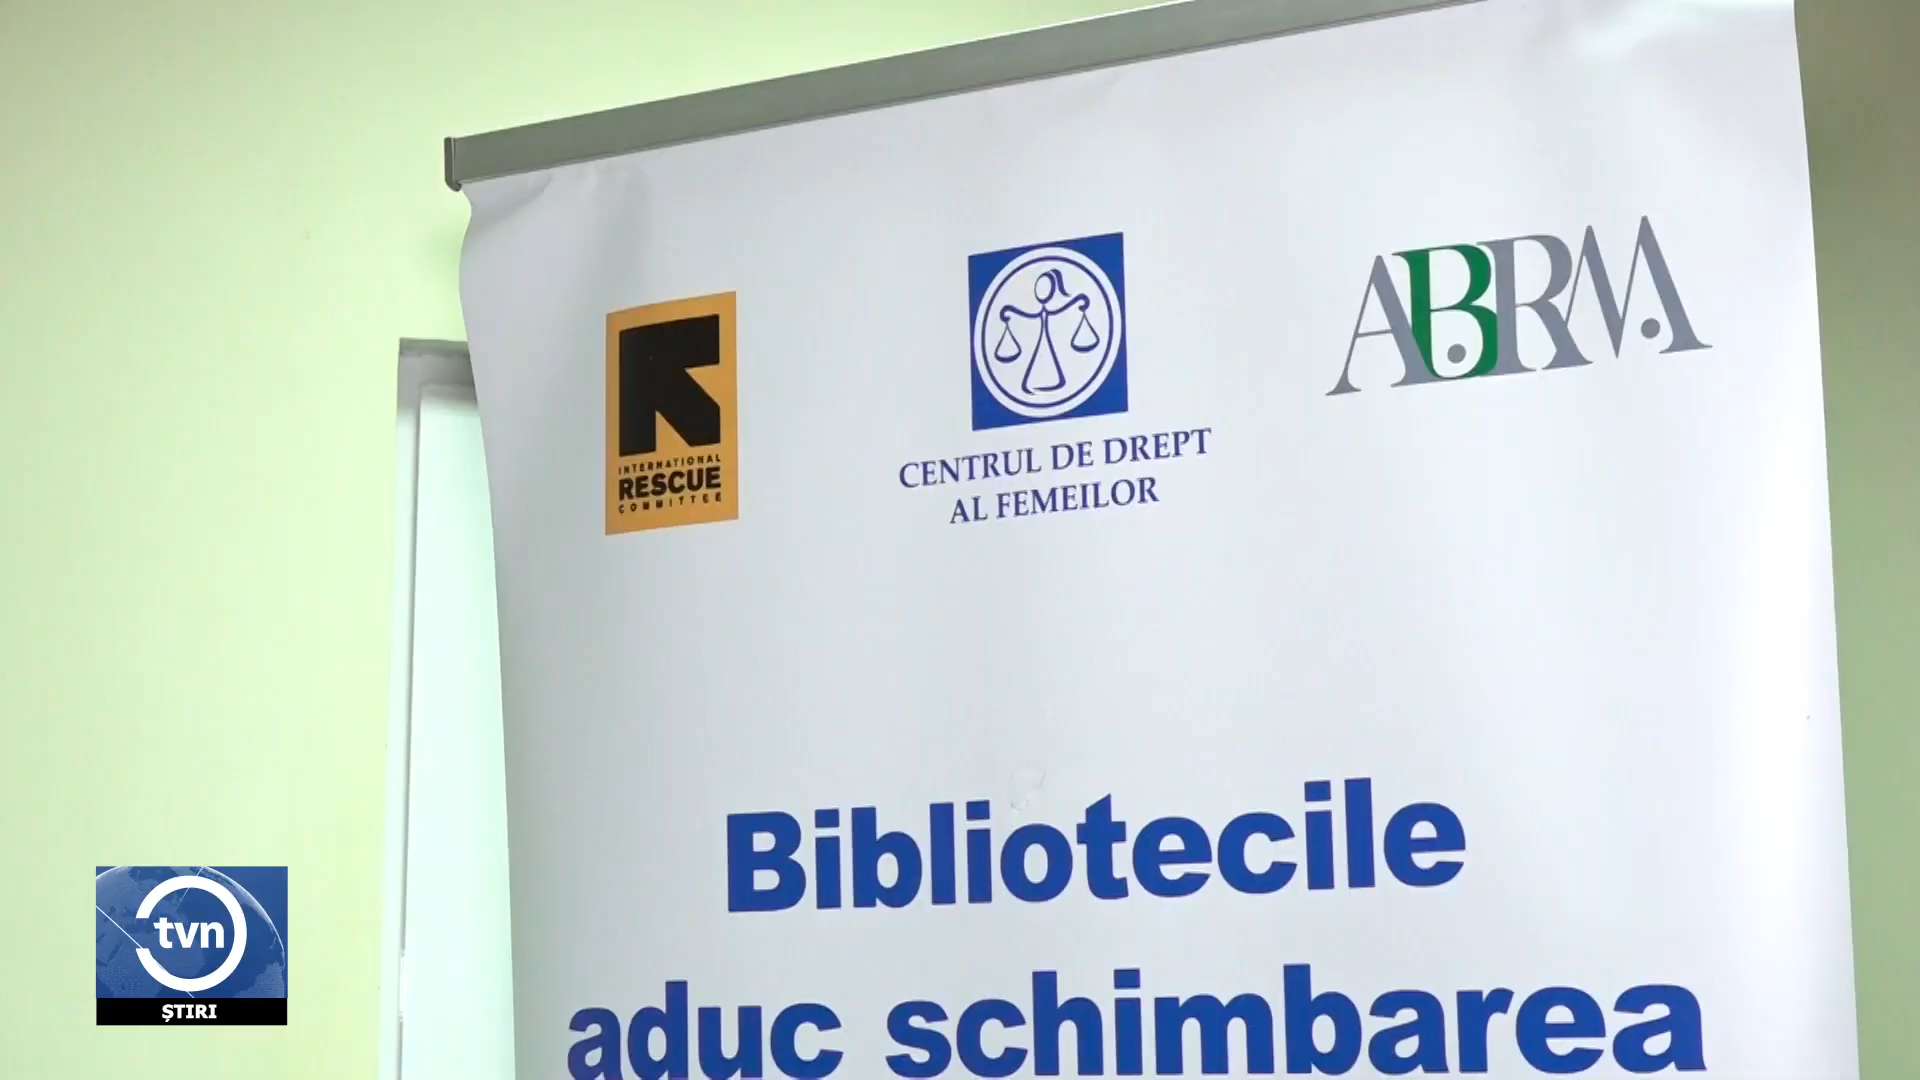 INTERNATIONAL
RESCUE
COMMITTEE
CENTRUL DE DREPT
AL FEMEILOR
ABRM
Bibliotecile
aduc schimbarea
tvn
ȘTIRI